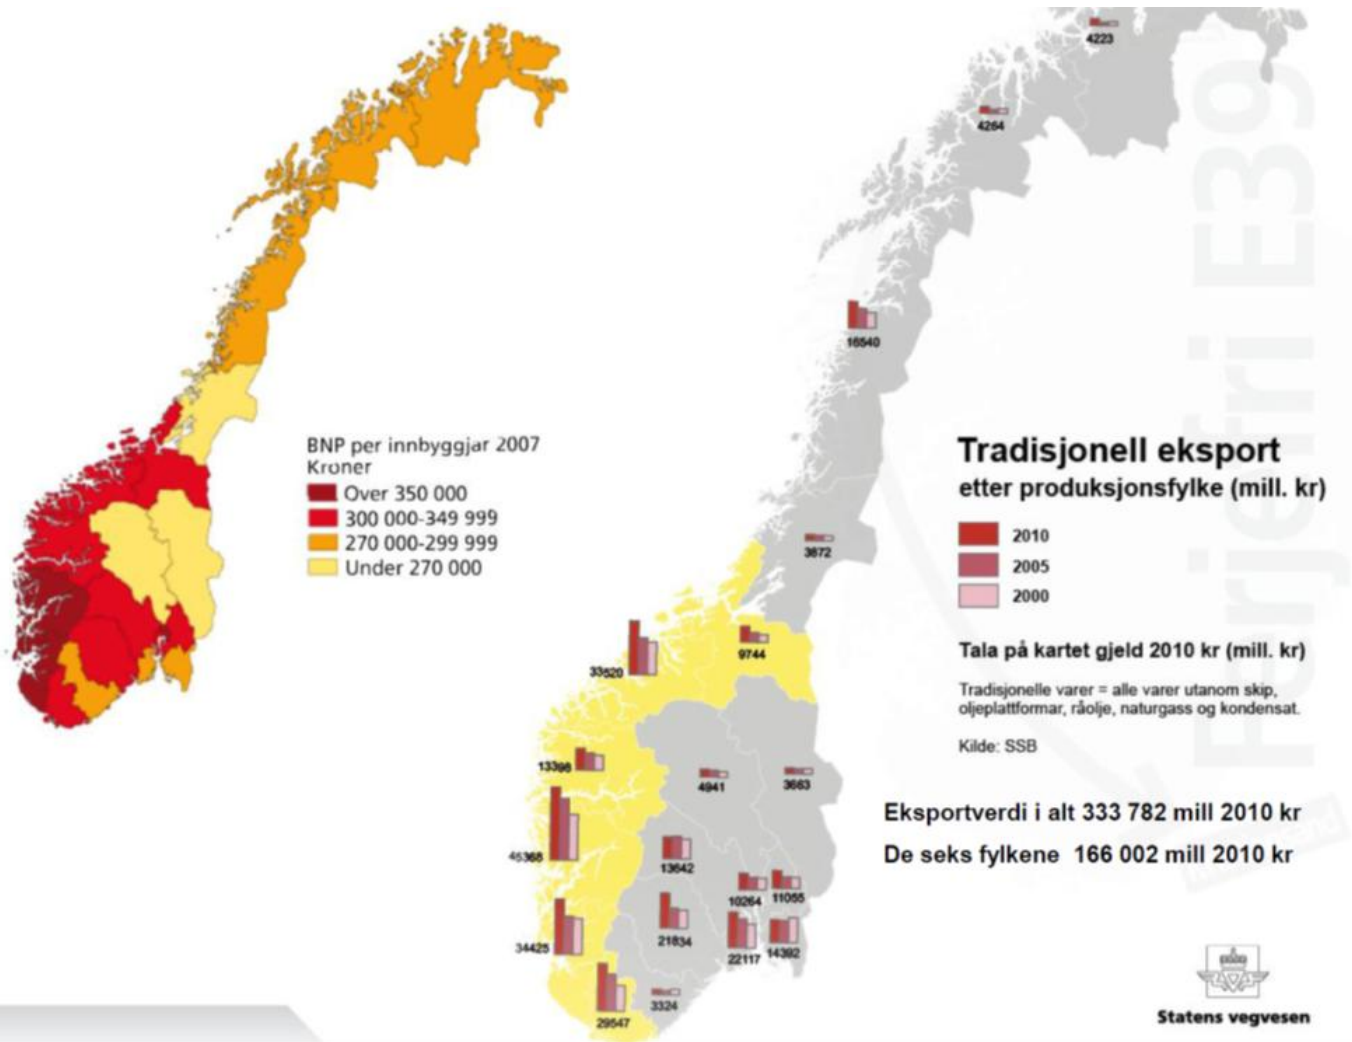 BNP per innbyggjar 2007
Kroner
Over 350 000
300 000-349 999
270 000-299 999
Under 270 000
4223
4264
16540
3872
33520
9744
13398
4941
3663
45368
13642
10264
11055
34425
21834
22117
14392
29547
3324
Tradisjonell eksport
etter produksjonsfylke (mill. kr)
2010
2005
2000
Tala på kartet gjeld 2010 kr (mill. kr)
Tradisjonelle varer = alle varer utanom skip,
oljeplattformar, råolje, naturgass og kondensat.
Kilde: SSB
Eksportverdi i alt 333 782 mill 2010 kr
De seks fylkene 166 002 mill 2010 kr
Ferjefri E39
Statens vegvesen